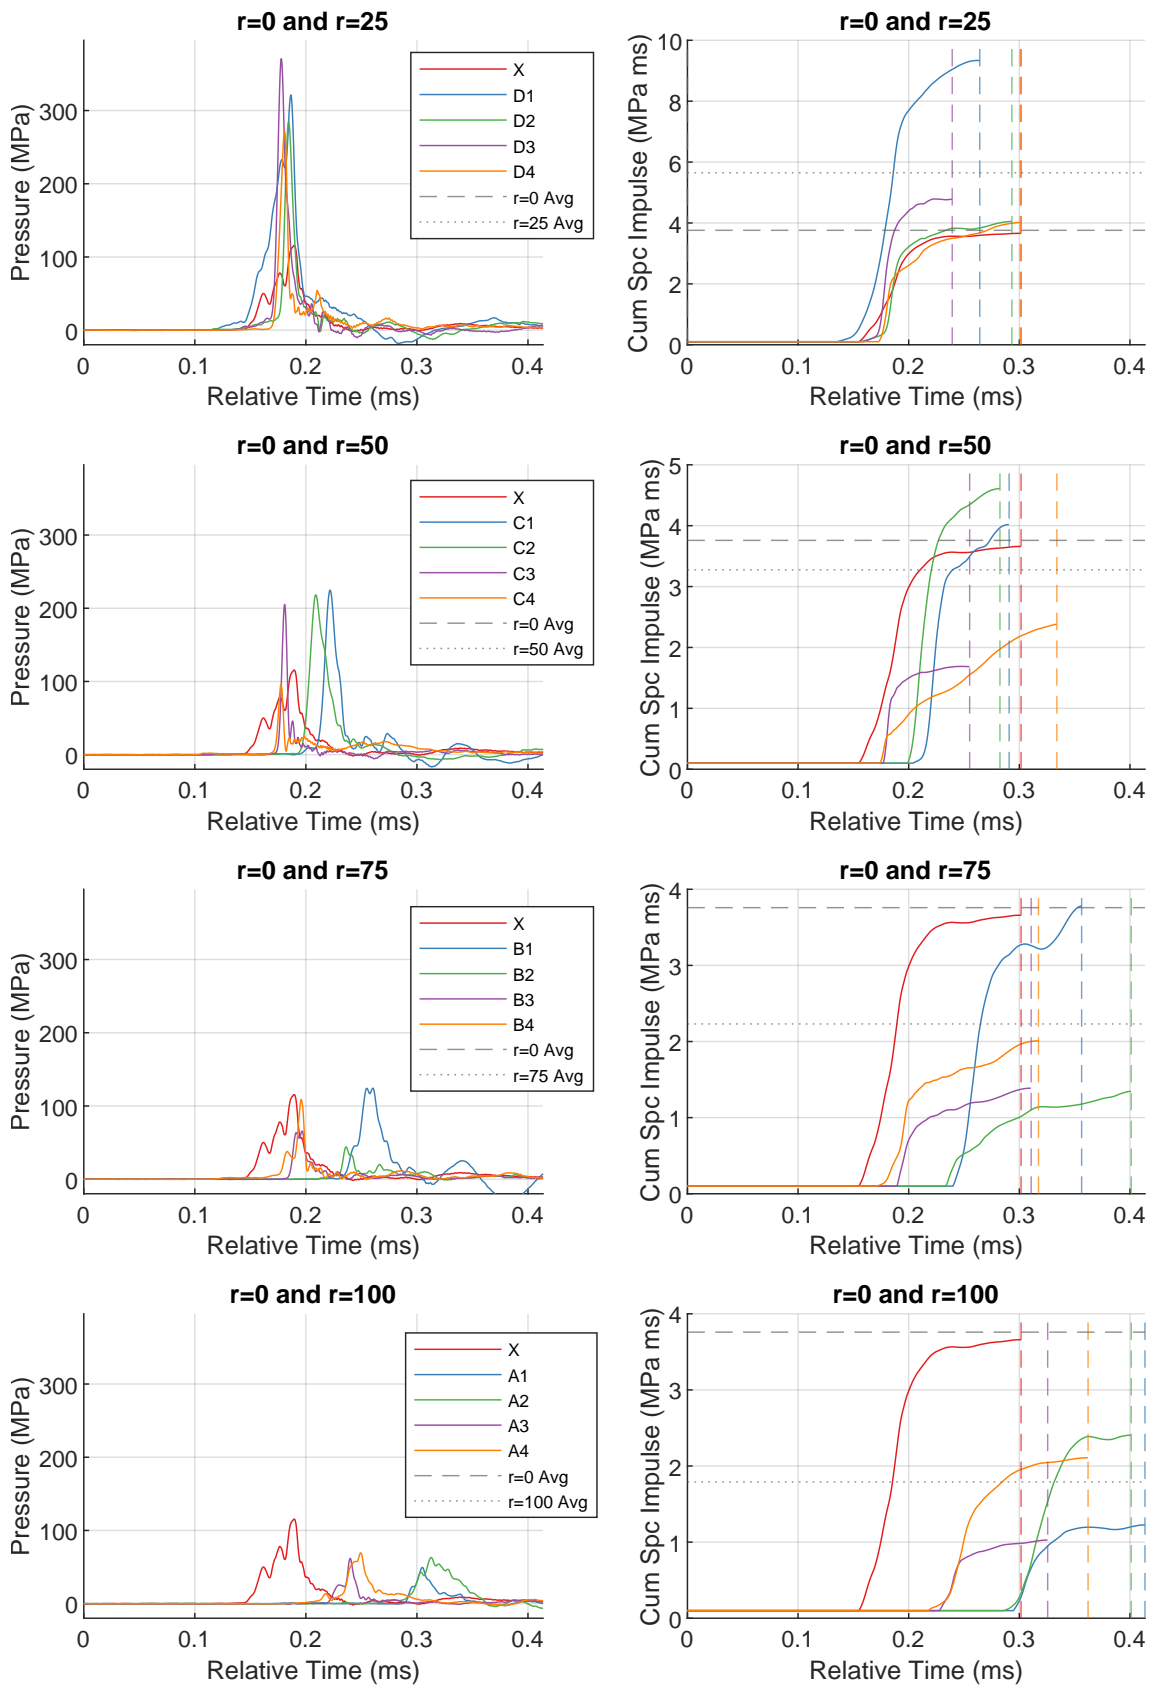 r=0 and r=25
Pressure (MPa)
300
200
100
0
0 0.1 0.2 0.3 0.4
Relative Time (ms)
X
D1
D2
D3
D4
r=0 Avg
r=25 Avg
r=0 and r=25
Cum Spc Impulse (MPa ms)
10
8
6
4
2
0
0 0.1 0.2 0.3 0.4
Relative Time (ms)
r=0 and r=50
Pressure (MPa)
300
200
100
0
0 0.1 0.2 0.3 0.4
Relative Time (ms)
X
C1
C2
C3
C4
r=0 Avg
r=50 Avg
r=0 and r=50
Cum Spc Impulse (MPa ms)
5
4
3
2
1
0
0 0.1 0.2 0.3 0.4
Relative Time (ms)
r=0 and r=75
Pressure (MPa)
300
200
100
0
0 0.1 0.2 0.3 0.4
Relative Time (ms)
X
B1
B2
B3
B4
r=0 Avg
r=75 Avg
r=0 and r=75
Cum Spc Impulse (MPa ms)
4
3
2
1
0
0 0.1 0.2 0.3 0.4
Relative Time (ms)
r=0 and r=100
Pressure (MPa)
300
200
100
0
0 0.1 0.2 0.3 0.4
Relative Time (ms)
X
A1
A2
A3
A4
r=0 Avg
r=100 Avg
r=0 and r=100
Cum Spc Impulse (MPa ms)
4
3
2
1
0
0 0.1 0.2 0.3 0.4
Relative Time (ms)